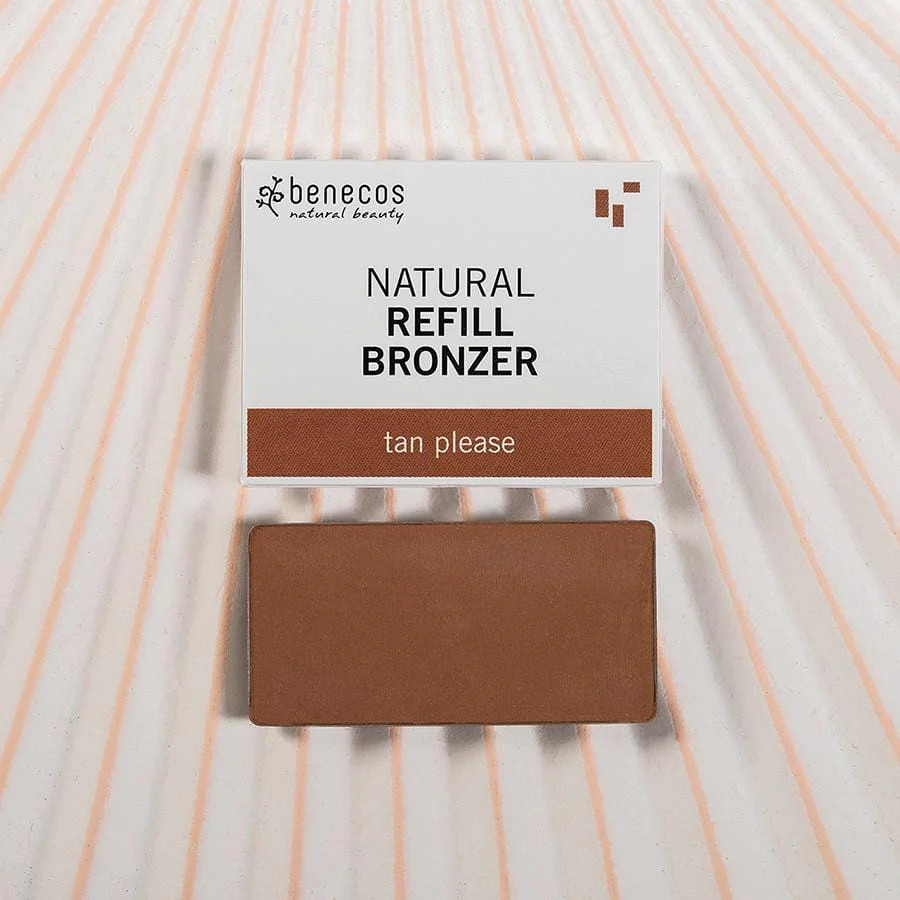 benecos
natural beauty
NATURAL
REFILL
BRONZER
tan please